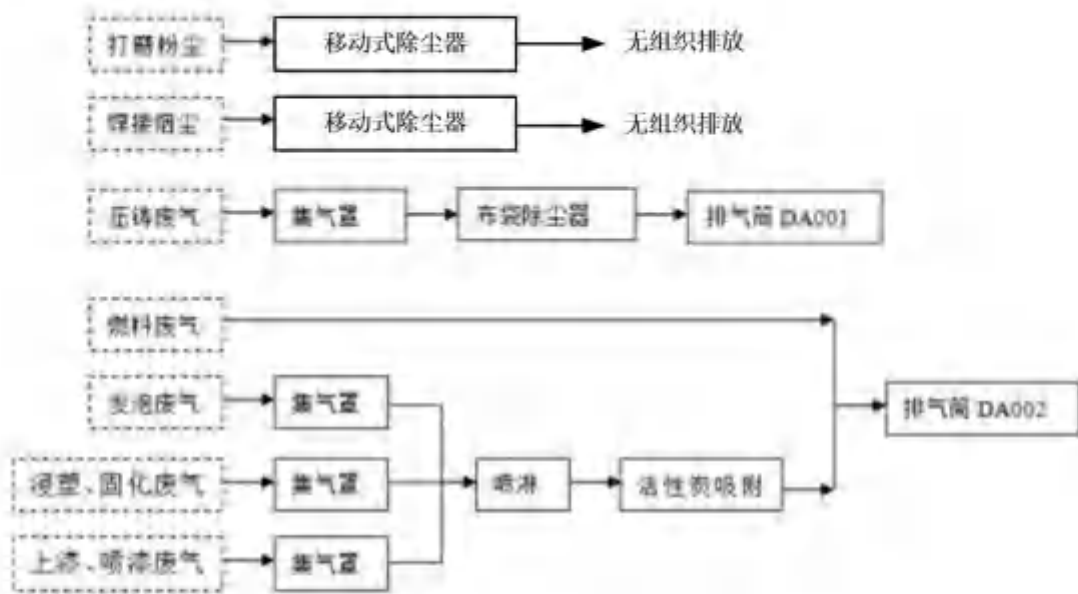 打磨粉尘 移动式除尘器 无组织排放
焊接烟尘 移动式除尘器 无组织排放
压铸废气 集气罩 布袋除尘器 排气筒 DA001
燃料废气
发泡废气 集气罩 排气筒 DA002
浸塑、固化废气 集气罩 喷淋 活性炭吸附
上漆、喷漆废气 集气罩